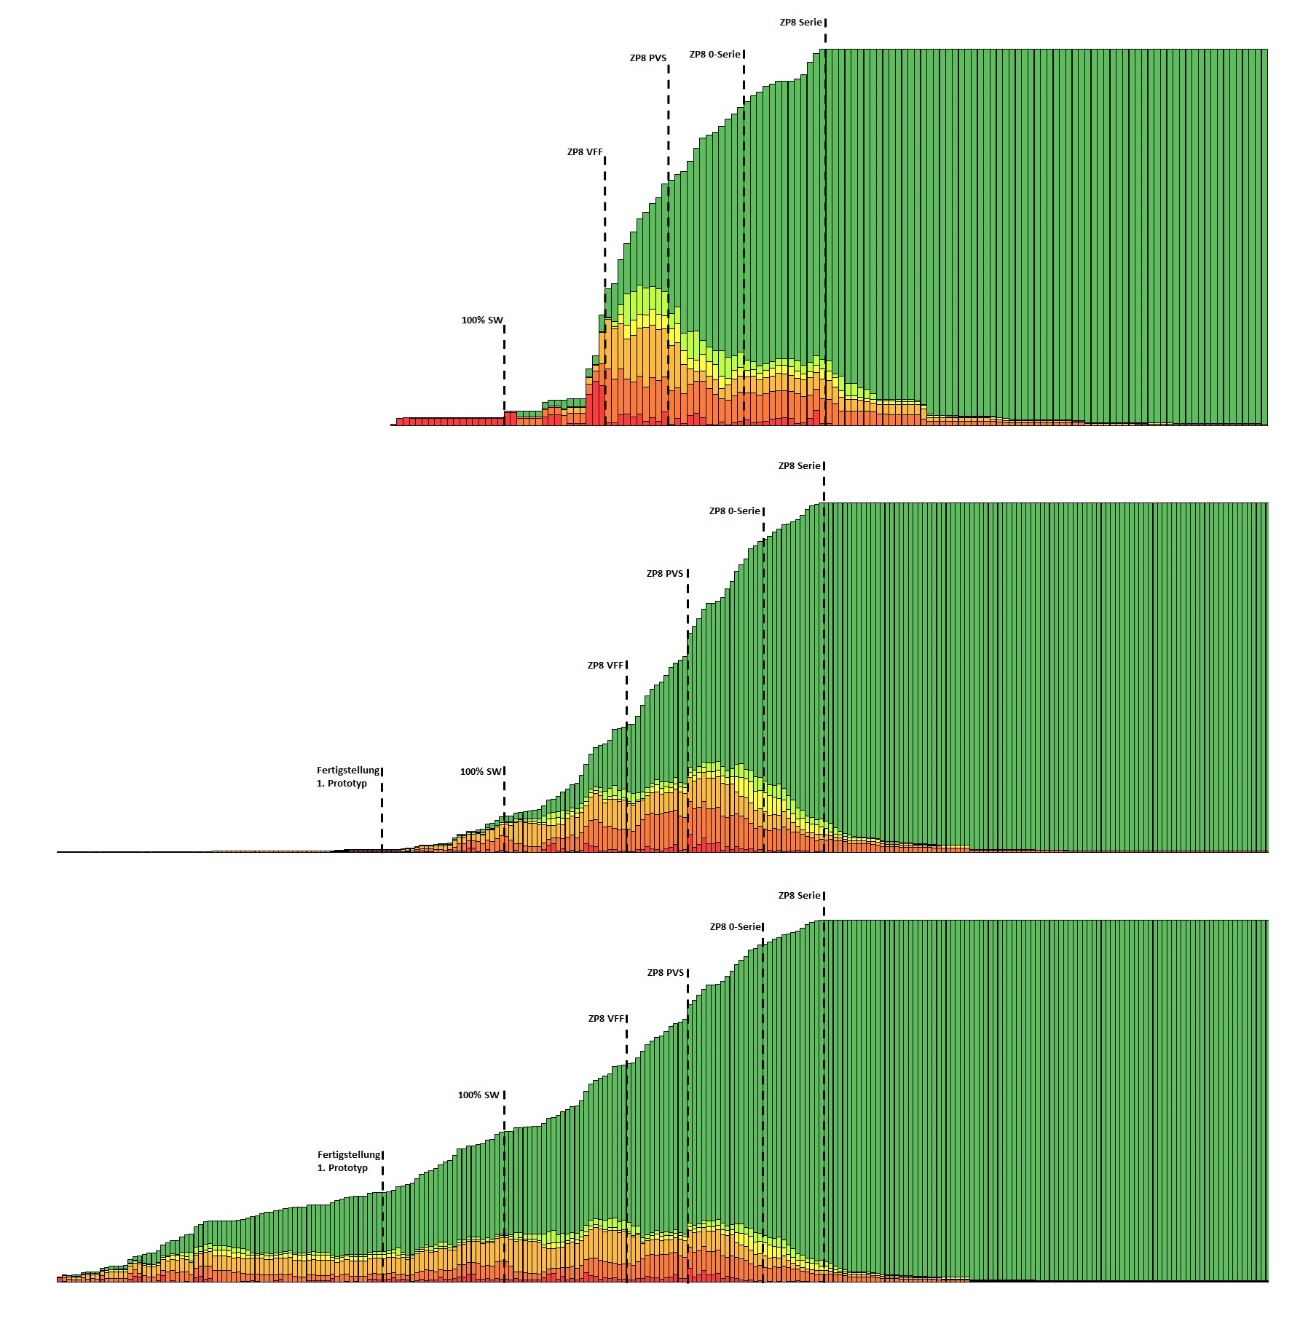 ZP8 Serie
ZP8 0-Serie
ZP8 PVS
ZP8 VFF
100% SW
ZP8 Serie
ZP8 0-Serie
ZP8 PVS
ZP8 VFF
Fertigstellung
1. Prototyp
100% SW
ZP8 Serie
ZP8 0-Serie
ZP8 PVS
ZP8 VFF
100% SW
Fertigstellung
1. Prototyp